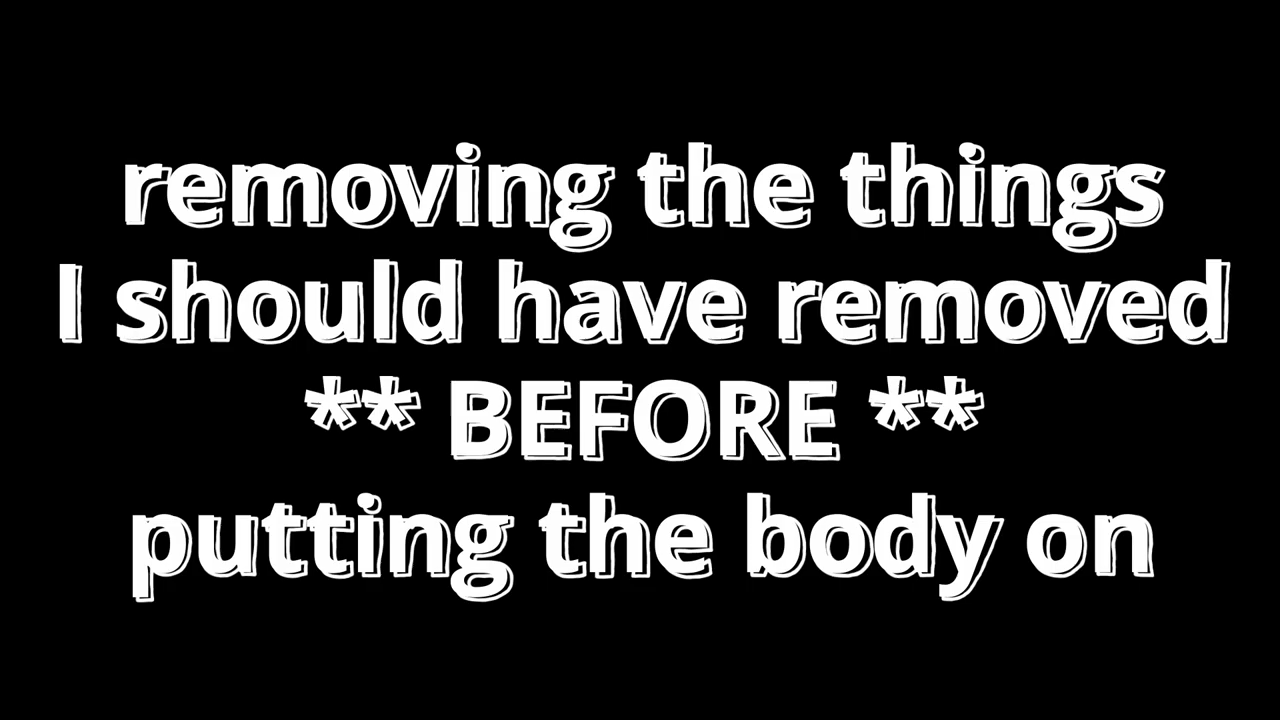 removing the things
I should have removed
** BEFORE **
putting the body on